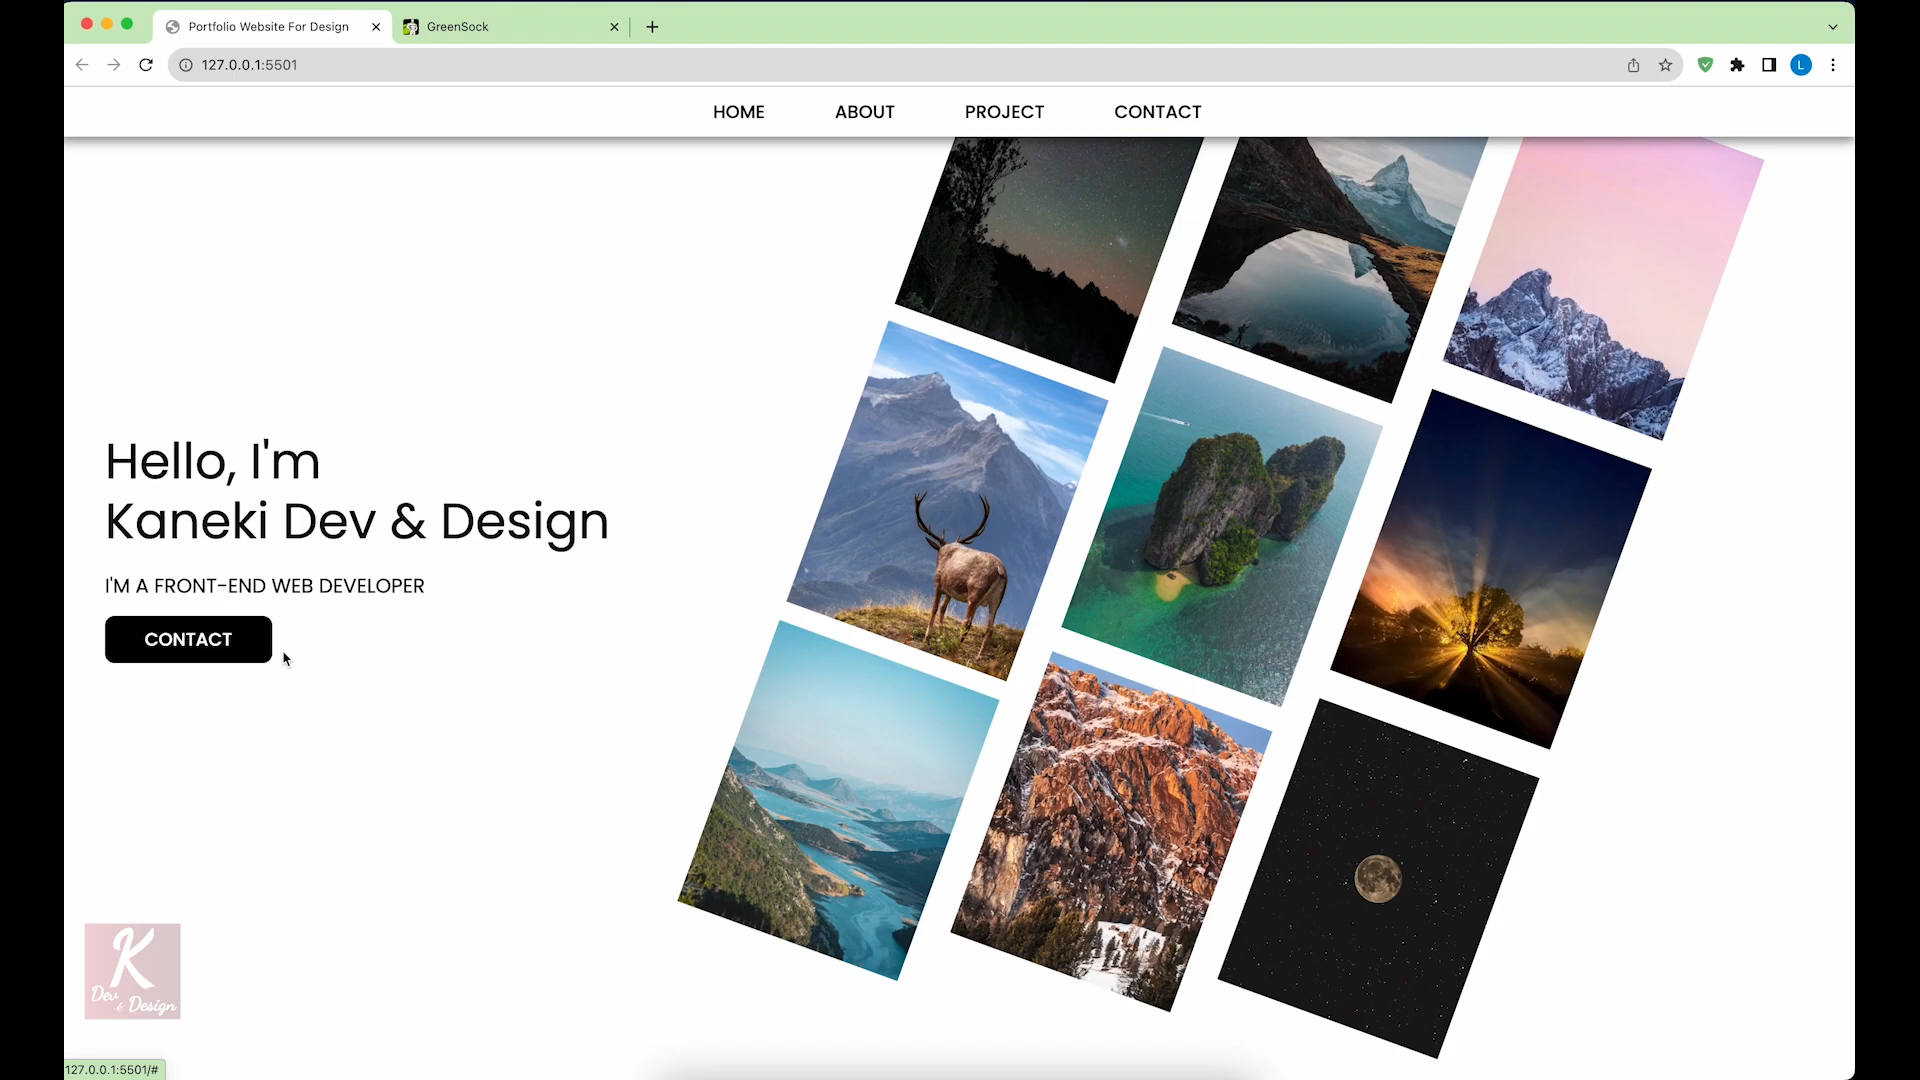 Portfolio Website For Design
GreenSock
127.0.0.1:5501
L
HOME
ABOUT
PROJECT
CONTACT
Hello, I'm
Kaneki Dev & Design
I'M A FRONT-END WEB DEVELOPER
CONTACT
K
Dev & Design
127.0.0.1:5501/#